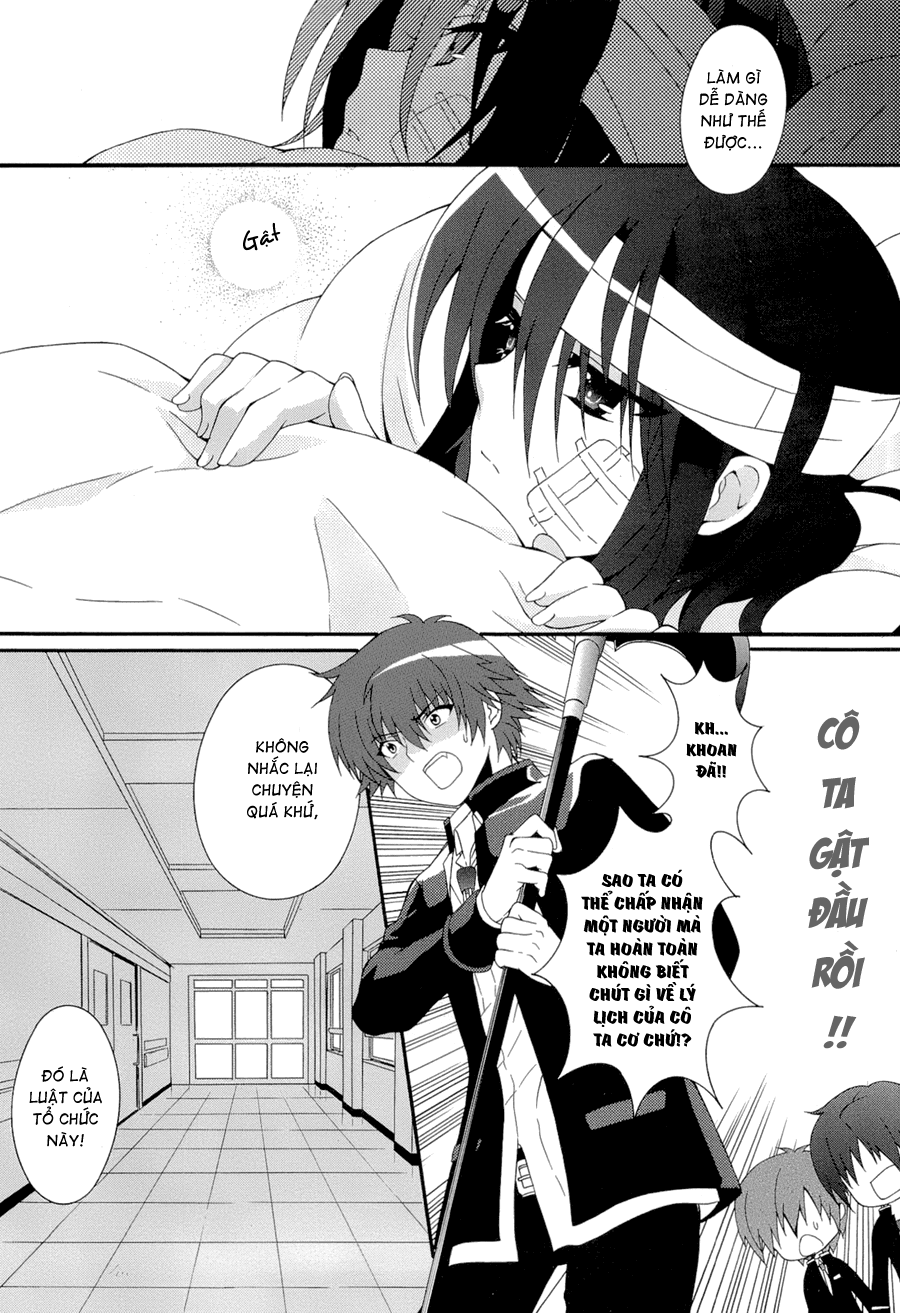 LÀM GÌ
DỄ DÀNG
NHƯ THẾ
ĐƯỢC...
Gật
CÔ
TA
GẬT
ĐẦU
RỒI
!!
KH...
KHOAN
ĐÃ!!
SAO TA CÓ
THỂ CHẤP NHẬN
MỘT NGƯỜI MÀ
TA HOÀN TOÀN
KHÔNG BIẾT
CHÚT GÌ VỀ LÝ
LỊCH CỦA CÔ
TA CƠ CHỨ!?
KHÔNG
NHẮC LẠI
CHUYỆN
QUÁ KHỨ,
ĐÓ LÀ
LUẬT CỦA
TỔ CHỨC
NÀY!